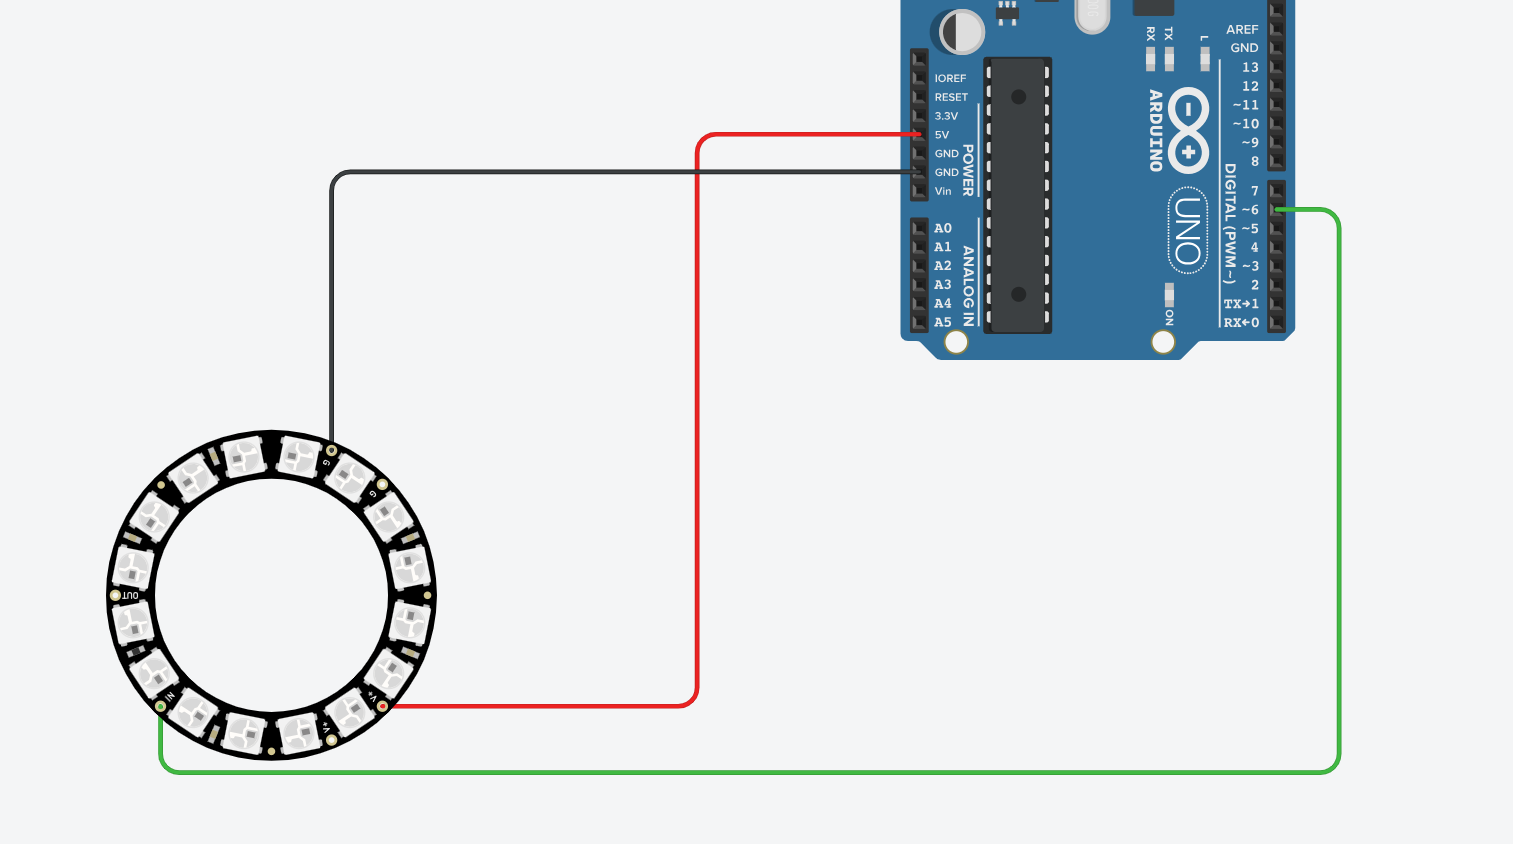 RX
TX
L
AREF
GND
13
12
~11
~10
~9
8
IOREF
RESET
3.3V
5V
GND
GND
Vin
POWER
ARDUINO
UNO
DIGITAL (PWM~)
7
~6
~5
4
~3
2
TX→1
RX←0
A0
A1
A2
A3
A4
A5
ANALOG IN
ON
G
G
OUT
IN
V+
V+